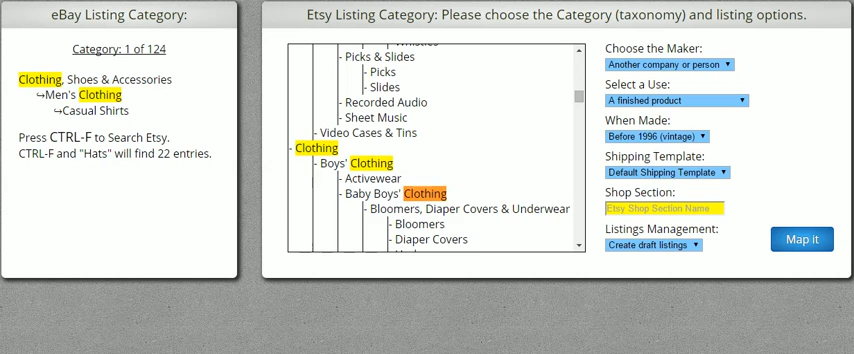 eBay Listing Category:
Category: 1 of 124
Clothing, Shoes & Accessories
↪Men's Clothing
↪Casual Shirts
Press CTRL-F to Search Etsy.
CTRL-F and "Hats" will find 22 entries.
Etsy Listing Category: Please choose the Category (taxonomy) and listing options.
- Picks & Slides
- Picks
- Slides
- Recorded Audio
- Sheet Music
- Video Cases & Tins
- Clothing
- Boys' Clothing
- Activewear
- Baby Boys' Clothing
- Bloomers, Diaper Covers & Underwear
- Bloomers
- Diaper Covers
Choose the Maker:
Another company or person
Select a Use:
A finished product
When Made:
Before 1996 (vintage)
Shipping Template:
Default Shipping Template
Shop Section:
Etsy Shop Section Name
Listings Management:
Create draft listings
Map it